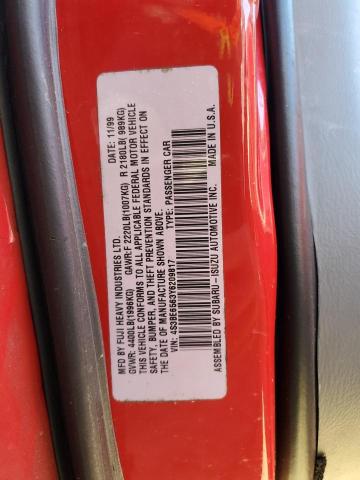 MFD BY FUJI HEAVY INDUSTRIES LTD. DATE: 11/99
GVWR: 4400LB(1996KG) GAWR:F 2220LB(1007KG) R 2180LB( 989KG)
THIS VEHICLE CONFORMS TO ALL APPLICABLE FEDERAL MOTOR VEHICLE
SAFETY, BUMPER, AND THEFT PREVENTION STANDARDS IN EFFECT ON
THE DATE OF MANUFACTURE SHOWN ABOVE.
VIN: 4S3BE6563Y6209817 TYPE: PASSENGER CAR
ASSEMBLED BY SUBARU-ISUZU AUTOMOTIVE INC. MADE IN U.S.A.